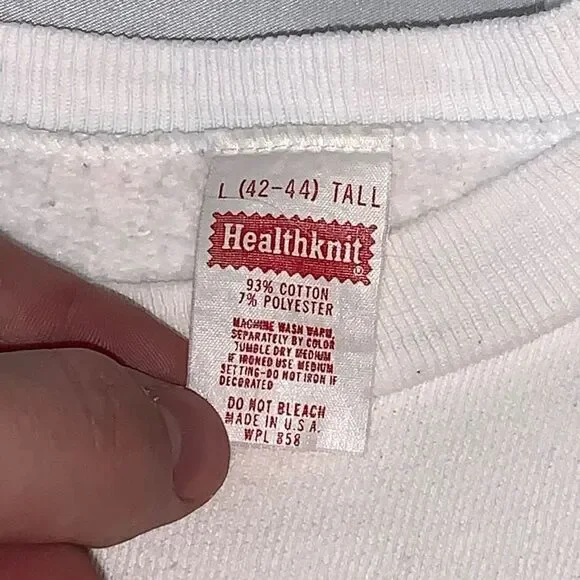 L (42-44) TALL
Healthknit®
93% COTTON
7% POLYESTER
MACHINE WASH WARM,
SEPARATELY BY COLOR
TUMBLE DRY MEDIUM
IF IRONED USE MEDIUM
SETTING-DO NOT IRON IF
DECORATED
DO NOT BLEACH
MADE IN U.S.A.
WPL 858